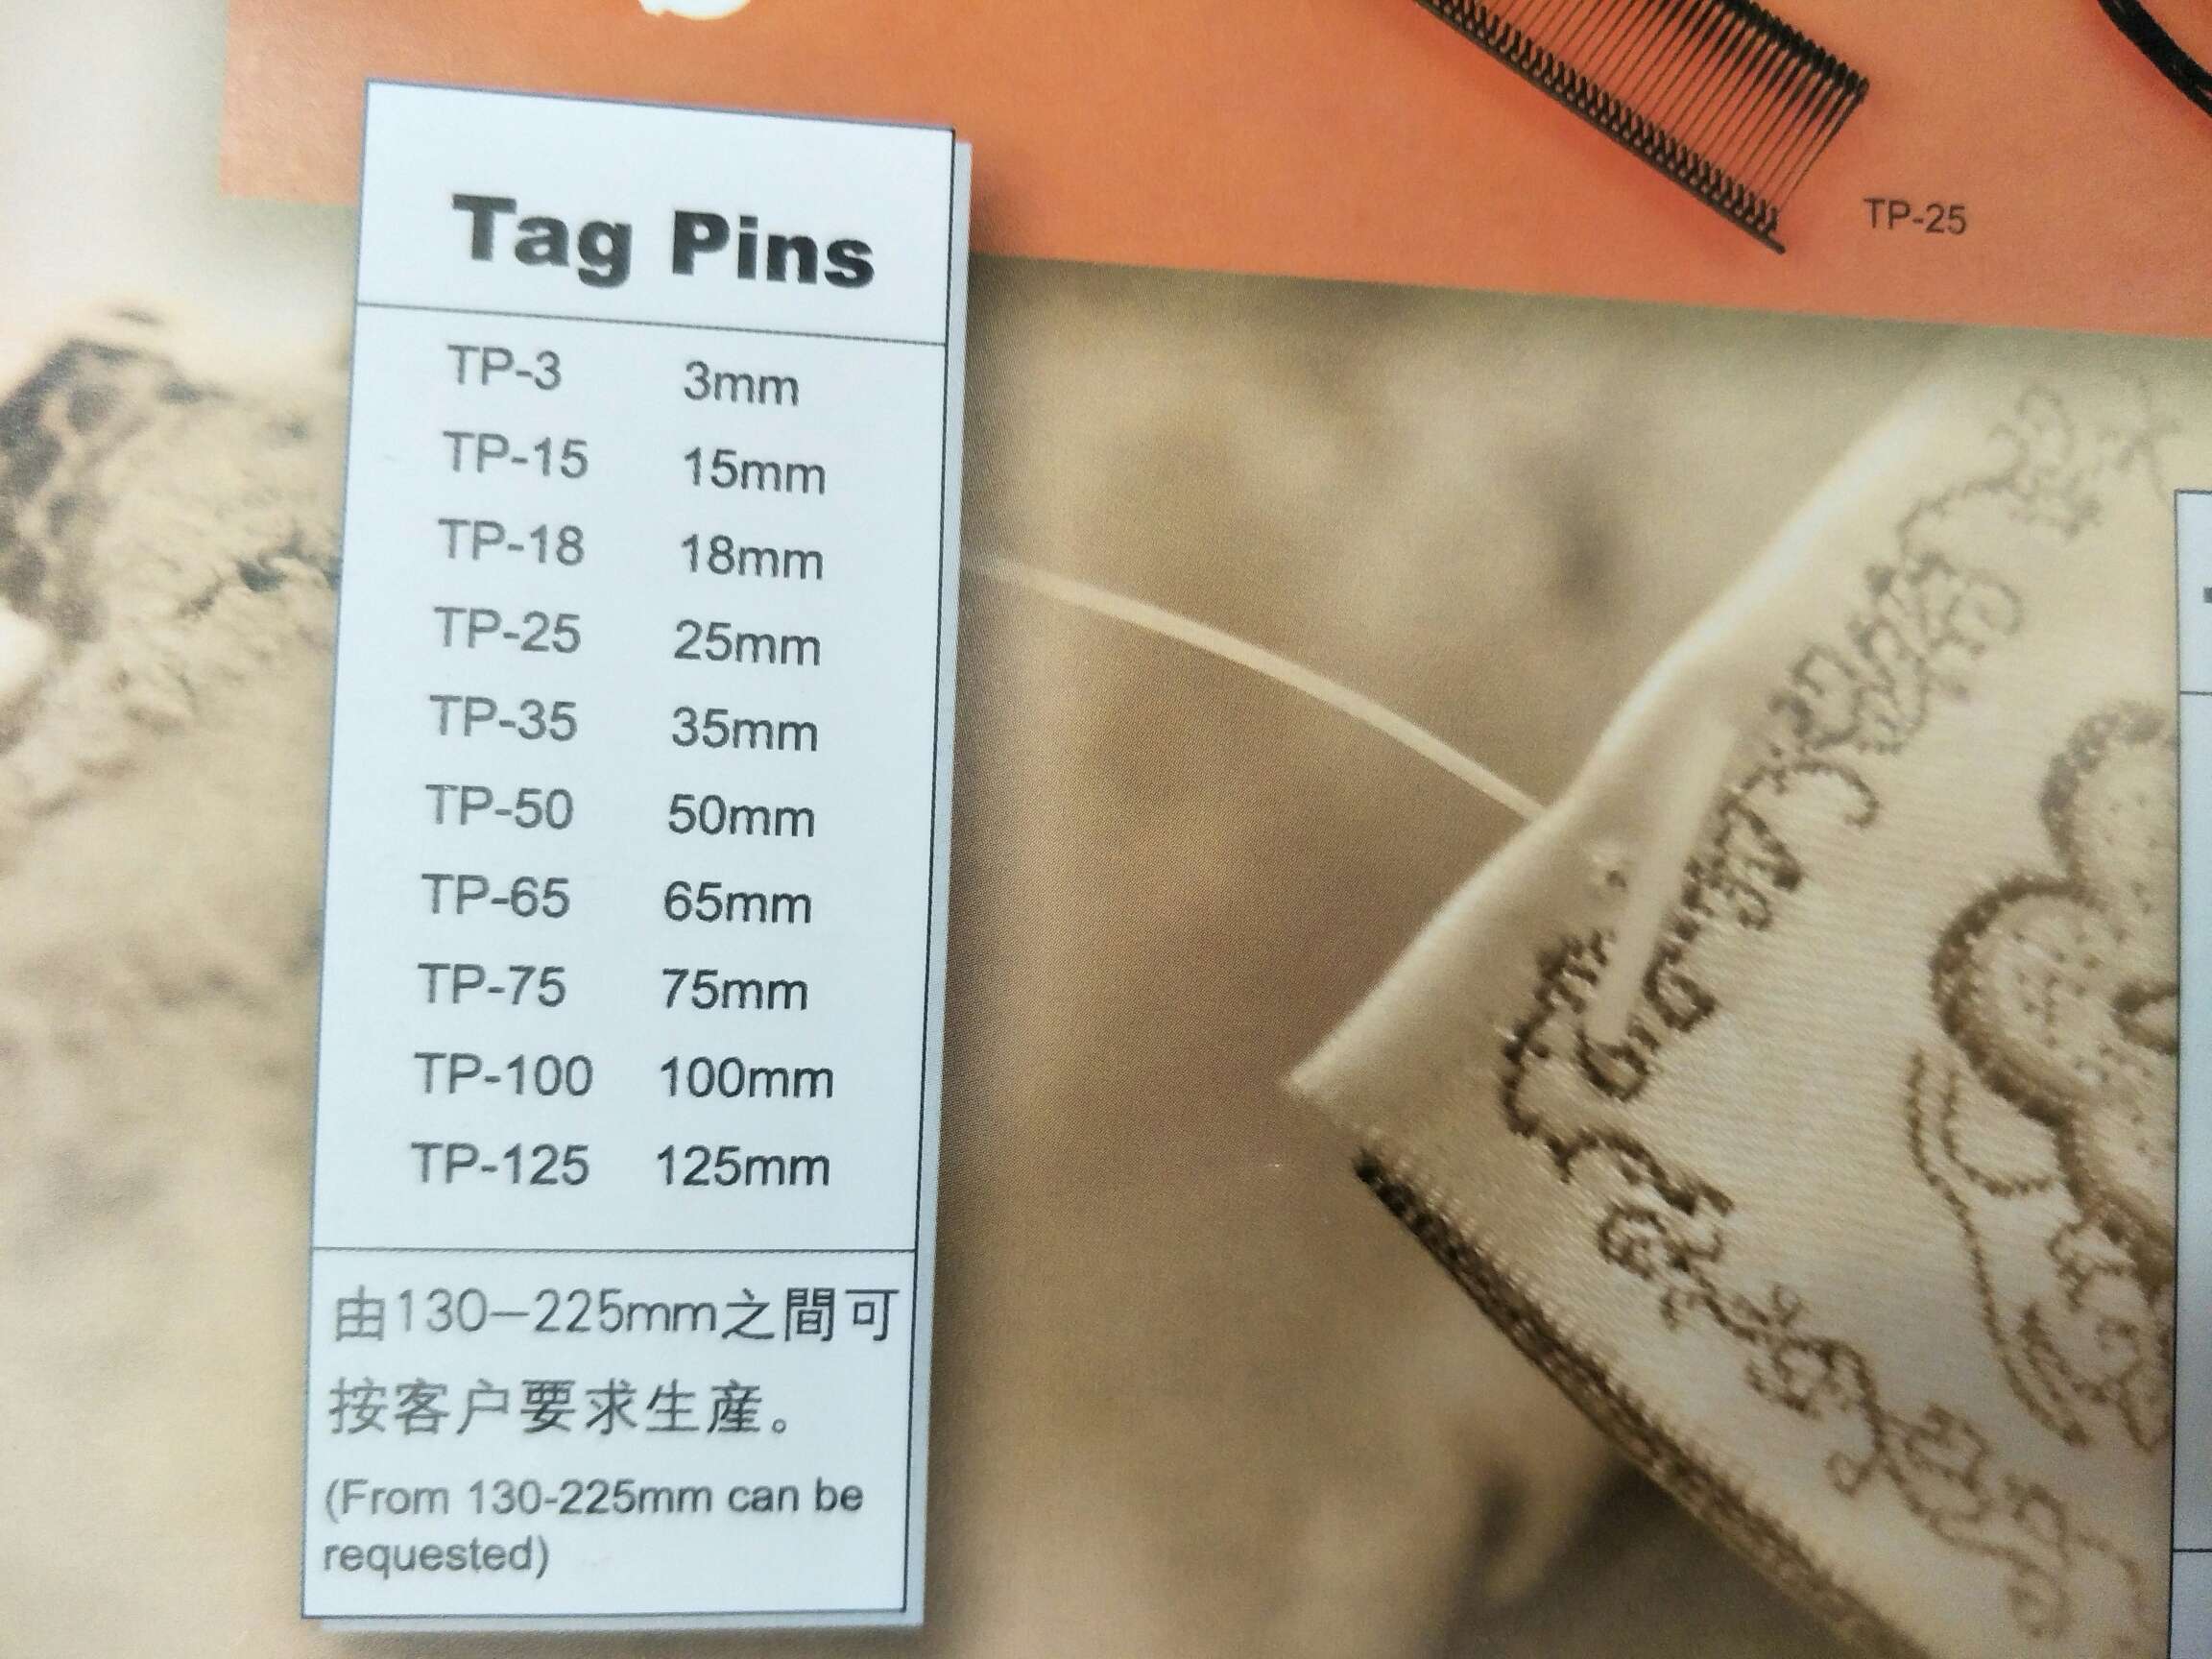 TP-25
Tag Pins
TP-3 3mm
TP-15 15mm
TP-18 18mm
TP-25 25mm
TP-35 35mm
TP-50 50mm
TP-65 65mm
TP-75 75mm
TP-100 100mm
TP-125 125mm
由130－225mm之間可
按客户要求生産。
(From 130-225mm can be
requested)